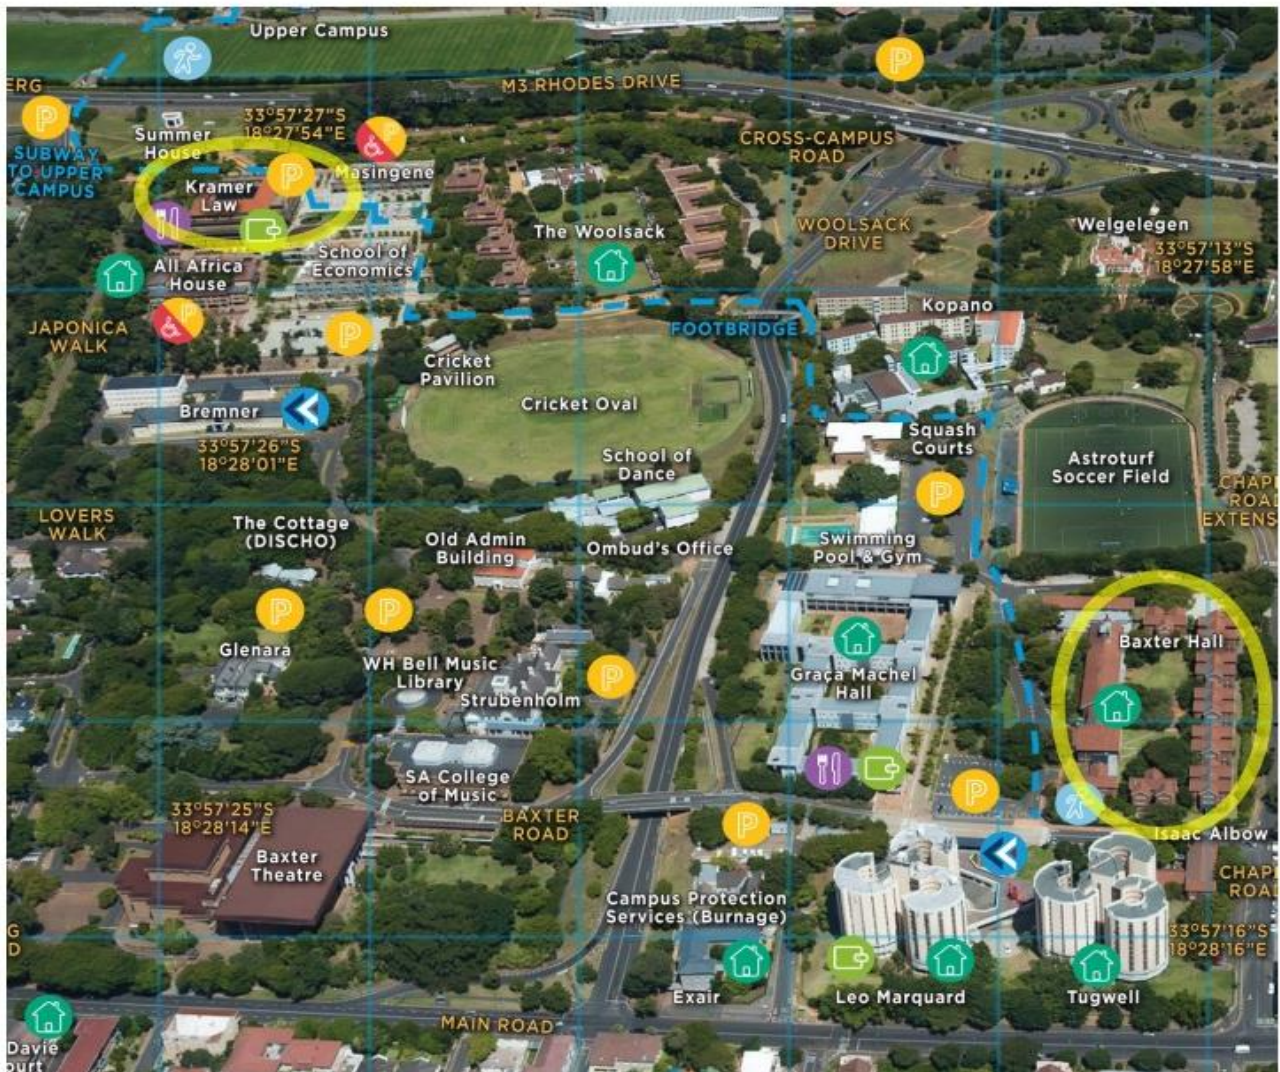 Upper Campus
ERG
M3 RHODES DRIVE
P
P
33°57'27"S
18°27'54"E
Summer
House
SUBWAY
TO UPPER
CAMPUS
CROSS-CAMPUS
ROAD
P
P
Masingene
Kramer
Law
The Woolsack
WOOLSACK
DRIVE
Welgelegen
33°57'13"S
18°27'58"E
School of
Economics
All Africa
House
P
P
JAPONICA
WALK
FOOTBRIDGE
Kopano
Cricket
Pavilion
Cricket Oval
Bremner
33°57'26"S
18°28'01"E
Squash
Courts
School of
Dance
Astroturf
Soccer Field
P
CHAP
ROA
EXTENS
LOVERS
WALK
The Cottage
(DISCHO)
Old Admin
Building
Ombud's Office
Swimming
Pool & Gym
P
P
Glenara
WH Bell Music
Library
Strubenholm
P
Graça Machel
Hall
Baxter Hall
SA College
of Music
P
33°57'25"S
18°28'14"E
BAXTER
ROAD
P
Isaac Albow
Baxter
Theatre
CHAP
ROA
Campus Protection
Services (Burnage)
33°57'16"S
18°28'16"E
G
D
Exair
Leo Marquard
Tugwell
MAIN ROAD
Davie
ourt